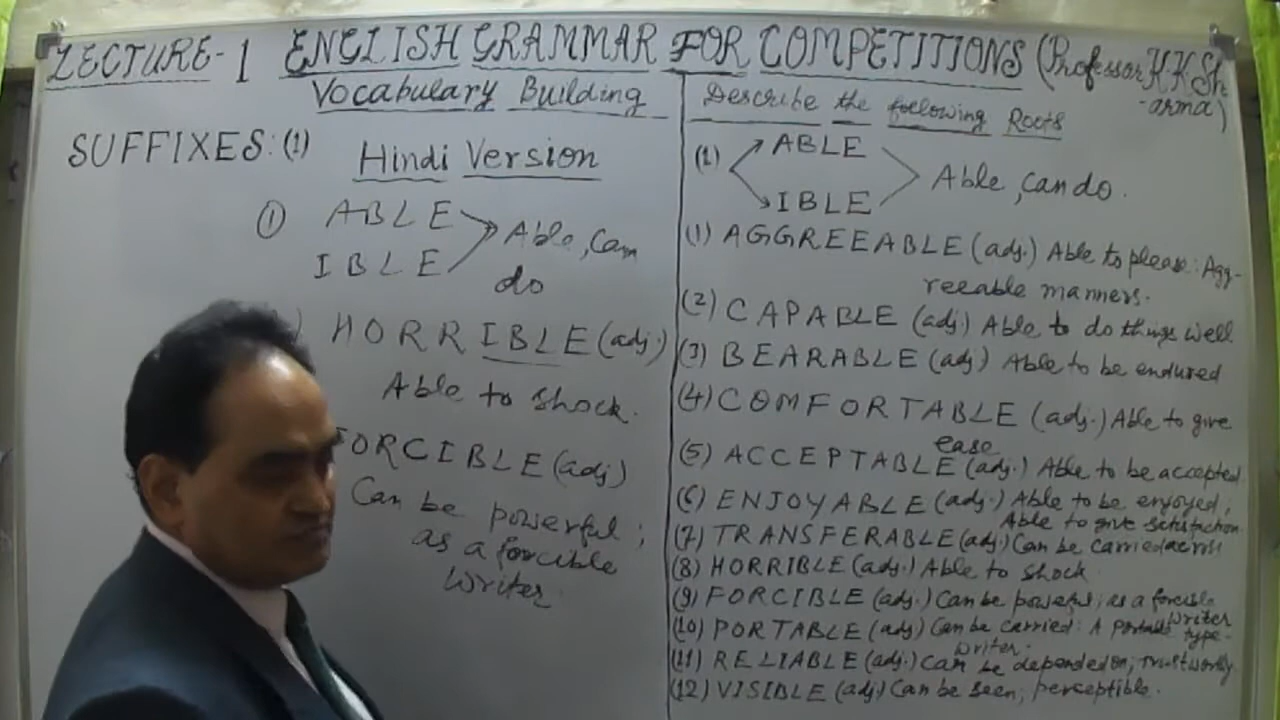 LECTURE-1 ENGLISH GRAMMAR FOR COMPETITIONS (Professor K K Sh-
arma)
Vocabulary Building
SUFFIXES: (1)
Hindi Version
① ABLE
IBLE
Able, Can
do
HORRIBLE (adj.)
Able to shock.
FORCIBLE (adj)
Can be powerful;
as a forcible
Writer.
Describe the following Roots
(1) ABLE
IBLE
Able, can do.
(1) AGGREEABLE (adj.) Able to please: Agg-
reeable manners.
(2) CAPABLE (adj.) Able to do things well
(3) BEARABLE (adj) Able to be endured
(4) COMFORTABLE (adj.) Able to give
ease
(5) ACCEPTABLE (adj.) Able to be accepted
(6) ENJOYABLE (adj.) Able to be enjoyed;
Able to give setisfaction
(7) TRANSFERABLE (adj.) Can be carried across
(8) HORRIBLE (adj.) Able to shock
(9) FORCIBLE (adj.) Can be powerful; as a forcible
Writer
(10) PORTABLE (adj) Can be carried: A portable type-
writer.
(11) RELIABLE (adj.) Can be depended on, trustworthy
(12) VISIBLE (adj) Can be seen; perceptible.